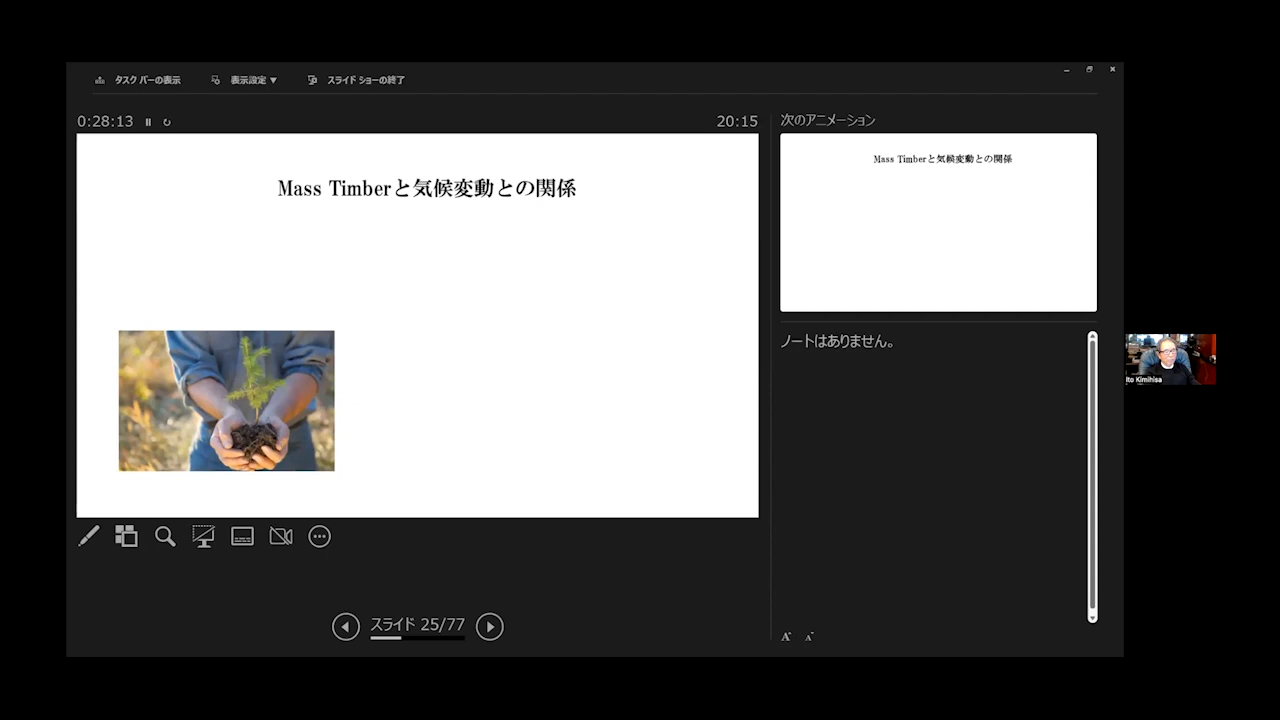 タスク バーの表示
表示設定 ▼
スライド ショーの終了
0:28:13
20:15
次のアニメーション
Mass Timberと気候変動との関係
Mass Timberと気候変動との関係
ノートはありません。
Ito Kimihisa
スライド 25/77
A A